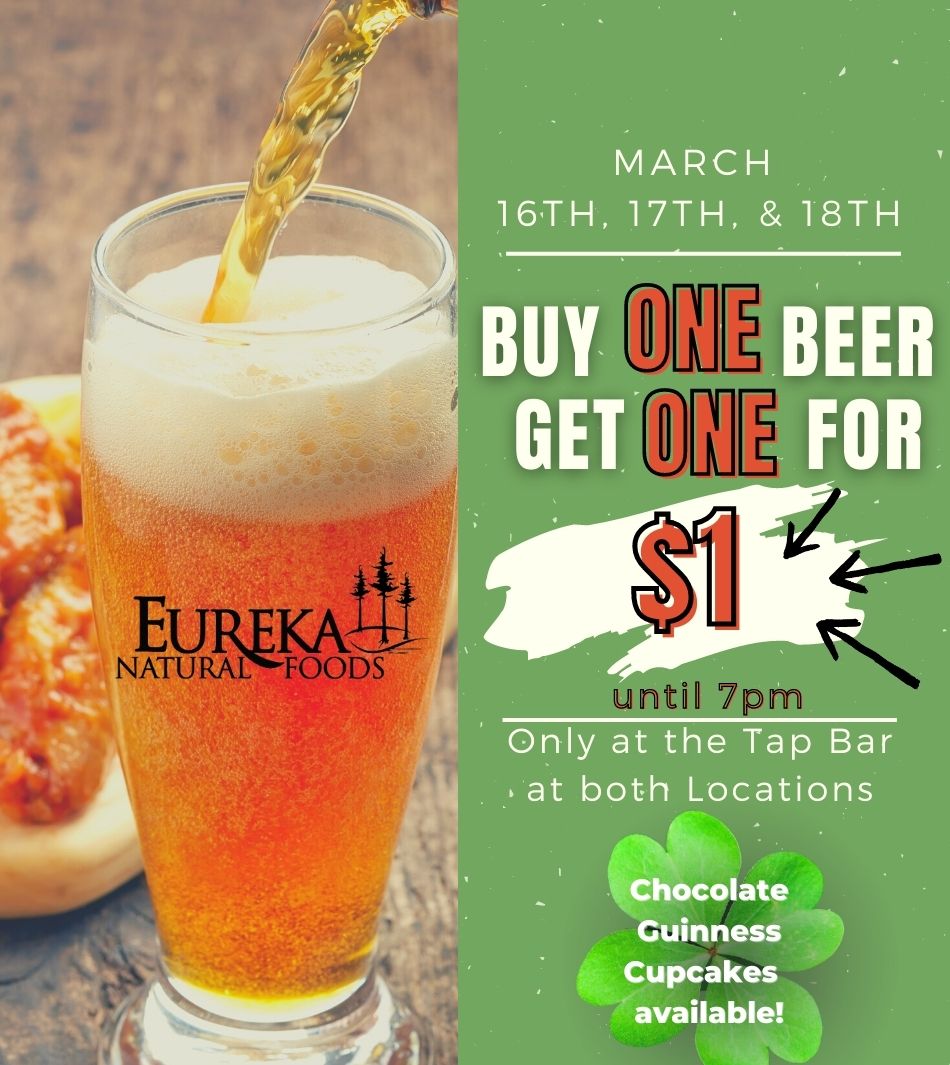 EUREKA
NATURAL FOODS
MARCH
16TH, 17TH, & 18TH
BUY ONE BEER
GET ONE FOR
$1
until 7pm
Only at the Tap Bar
at both Locations
Chocolate
Guinness
Cupcakes
available!